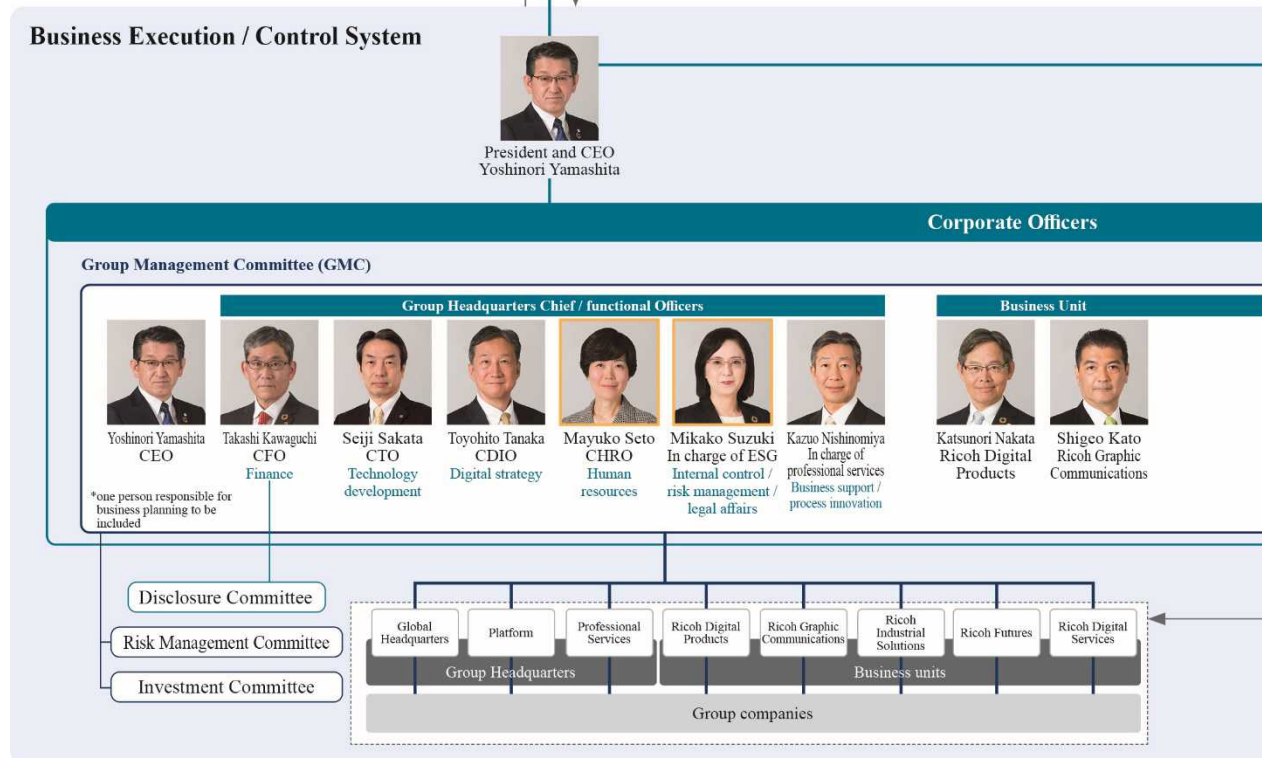 Business Execution / Control System
President and CEO
Yoshinori Yamashita
Corporate Officers
Group Management Committee (GMC)
Group Headquarters Chief / functional Officers
Business Unit
Yoshinori Yamashita
CEO
*one person responsible for
business planning to be
included
Takashi Kawaguchi
CFO
Finance
Seiji Sakata
CTO
Technology
development
Toyohito Tanaka
CDIO
Digital strategy
Mayuko Seto
CHRO
Human
resources
Mikako Suzuki
In charge of ESG
Internal control /
risk management /
legal affairs
Kazuo Nishinomiya
In charge of
professional services
Business support /
process innovation
Katsunori Nakata
Ricoh Digital
Products
Shigeo Kato
Ricoh Graphic
Communications
Disclosure Committee
Risk Management Committee
Investment Committee
Global
Headquarters
Platform
Professional
Services
Ricoh Digital
Products
Ricoh Graphic
Communications
Ricoh
Industrial
Solutions
Ricoh Futures
Ricoh Digital
Services
Group Headquarters
Business units
Group companies